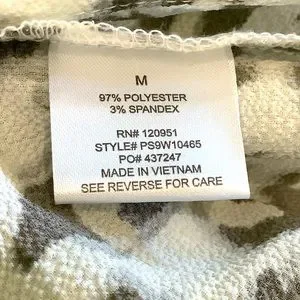 M
97% POLYESTER
3% SPANDEX
RN# 120951
STYLE# PS9W10465
PO# 437247
MADE IN VIETNAM
SEE REVERSE FOR CARE